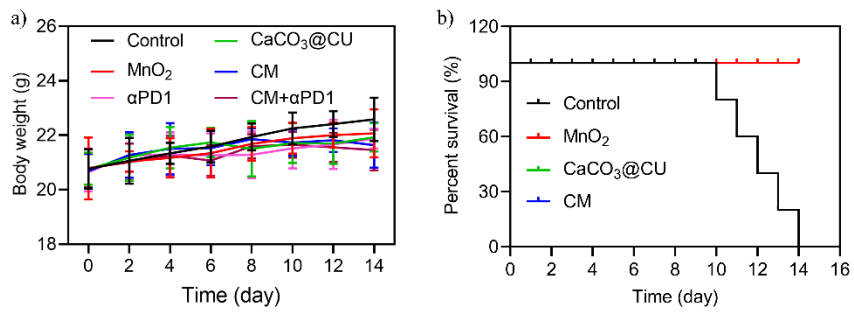 a)
Control
CaCO₃@CU
MnO₂
CM
αPD1
CM+αPD1
Body weight (g)
26
24
22
20
18
0 2 4 6 8 10 12 14
Time (day)
b)
Percent survival (%)
120
90
60
30
0
Control
MnO₂
CaCO₃@CU
CM
0 2 4 6 8 10 12 14 16
Time (day)